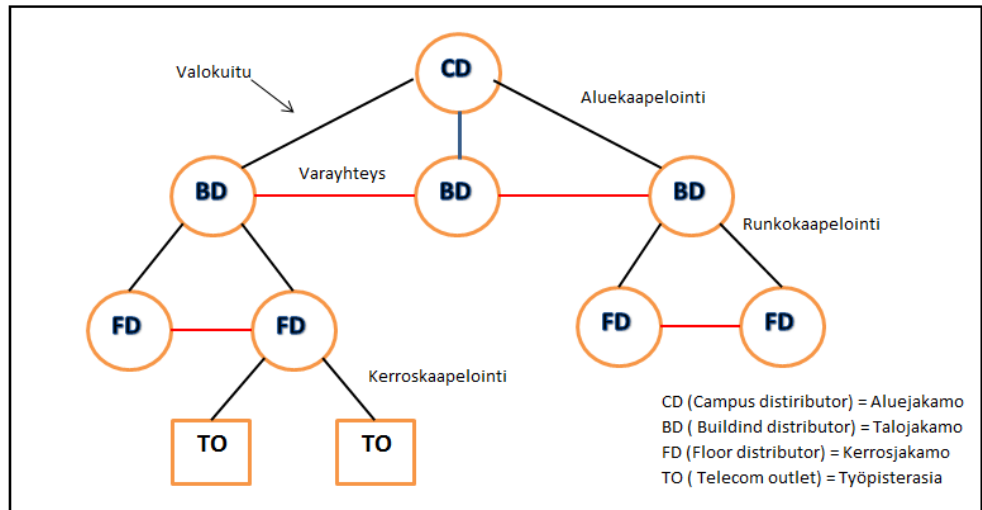 CD
Valokuitu
Aluekaapelointi
BD
Varayhteys
BD
BD
Runkokaapelointi
FD
FD
FD
FD
Kerroskaapelointi
TO
TO
CD (Campus distiributor) = Aluejakamo
BD ( Buildind distributor) = Talojakamo
FD (Floor distributor) = Kerrosjakamo
TO ( Telecom outlet) = Työpisterasia